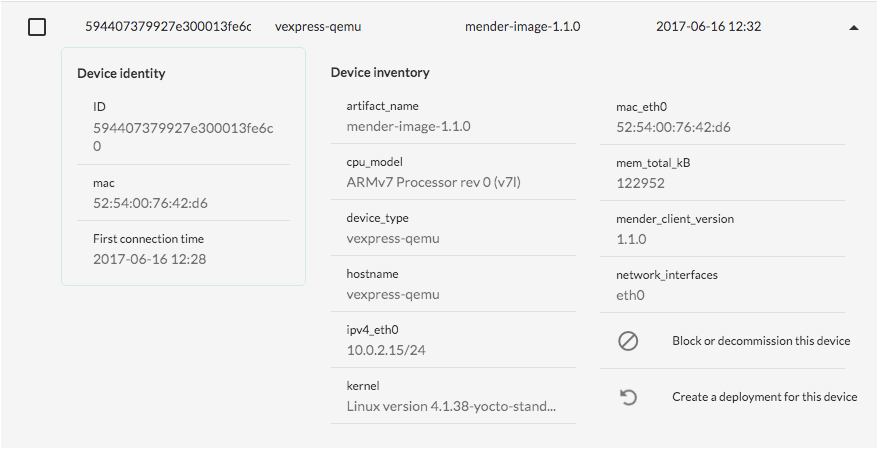 594407379927e300013fe6c vexpress-qemu mender-image-1.1.0 2017-06-16 12:32
Device identity
ID
594407379927e300013fe6c
0
mac
52:54:00:76:42:d6
First connection time
2017-06-16 12:28
Device inventory
artifact_name
mender-image-1.1.0
cpu_model
ARMv7 Processor rev 0 (v7l)
device_type
vexpress-qemu
hostname
vexpress-qemu
ipv4_eth0
10.0.2.15/24
kernel
Linux version 4.1.38-yocto-stand...
mac_eth0
52:54:00:76:42:d6
mem_total_kB
122952
mender_client_version
1.1.0
network_interfaces
eth0
Block or decommission this device
Create a deployment for this device